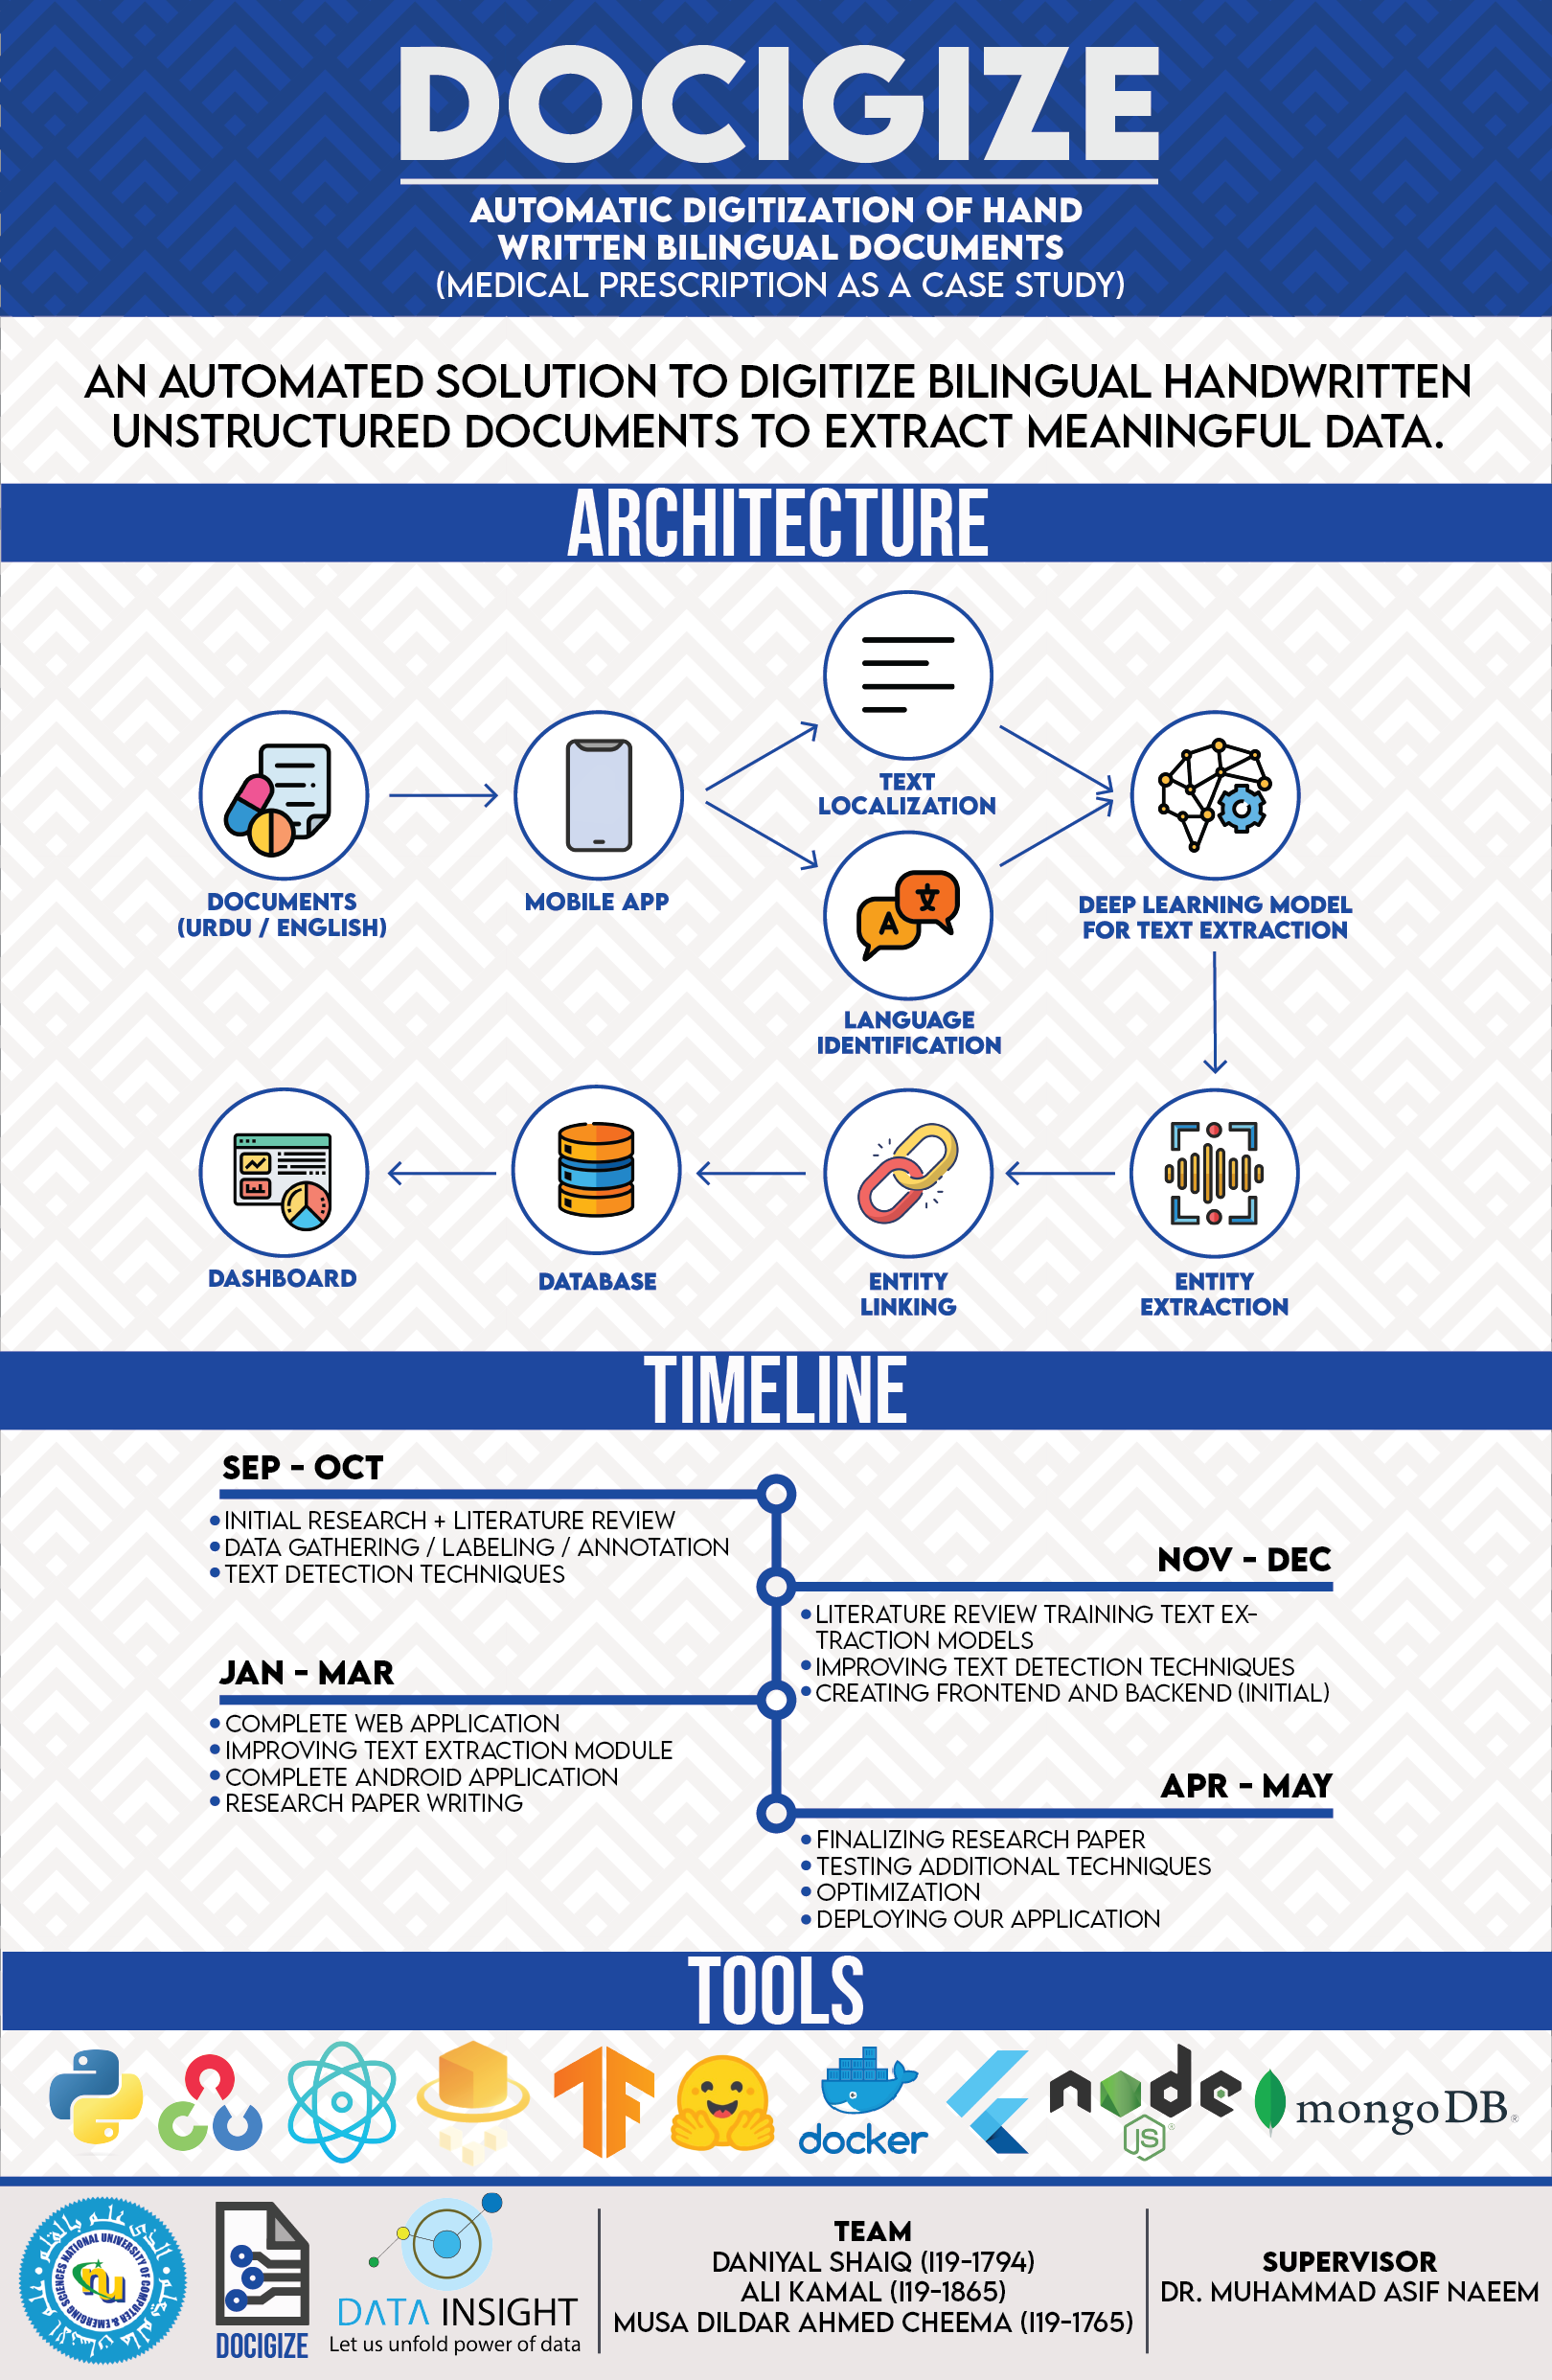 DOCIGIZE
AUTOMATIC DIGITIZATION OF HAND
WRITTEN BILINGUAL DOCUMENTS
(MEDICAL PRESCRIPTION AS A CASE STUDY)
AN AUTOMATED SOLUTION TO DIGITIZE BILINGUAL HANDWRITTEN
UNSTRUCTURED DOCUMENTS TO EXTRACT MEANINGFUL DATA.
ARCHITECTURE
DOCUMENTS
(URDU / ENGLISH)
MOBILE APP
TEXT
LOCALIZATION
A
LANGUAGE
IDENTIFICATION
DEEP LEARNING MODEL
FOR TEXT EXTRACTION
DASHBOARD
DATABASE
ENTITY
LINKING
ENTITY
EXTRACTION
TIMELINE
SEP - OCT
INITIAL RESEARCH + LITERATURE REVIEW
DATA GATHERING / LABELING / ANNOTATION
TEXT DETECTION TECHNIQUES
NOV - DEC
LITERATURE REVIEW TRAINING TEXT EX-
TRACTION MODELS
IMPROVING TEXT DETECTION TECHNIQUES
CREATING FRONTEND AND BACKEND (INITIAL)
JAN - MAR
COMPLETE WEB APPLICATION
IMPROVING TEXT EXTRACTION MODULE
COMPLETE ANDROID APPLICATION
RESEARCH PAPER WRITING
APR - MAY
FINALIZING RESEARCH PAPER
TESTING ADDITIONAL TECHNIQUES
OPTIMIZATION
DEPLOYING OUR APPLICATION
TOOLS
docker
node
JS
mongoDB
NATIONAL UNIVERSITY OF COMPUTER & EMERGING SCIENCES
nu
DOCIGIZE
DATA INSIGHT
Let us unfold power of data
TEAM
DANIYAL SHAIQ (I19-1794)
ALI KAMAL (I19-1865)
MUSA DILDAR AHMED CHEEMA (I19-1765)
SUPERVISOR
DR. MUHAMMAD ASIF NAEEM